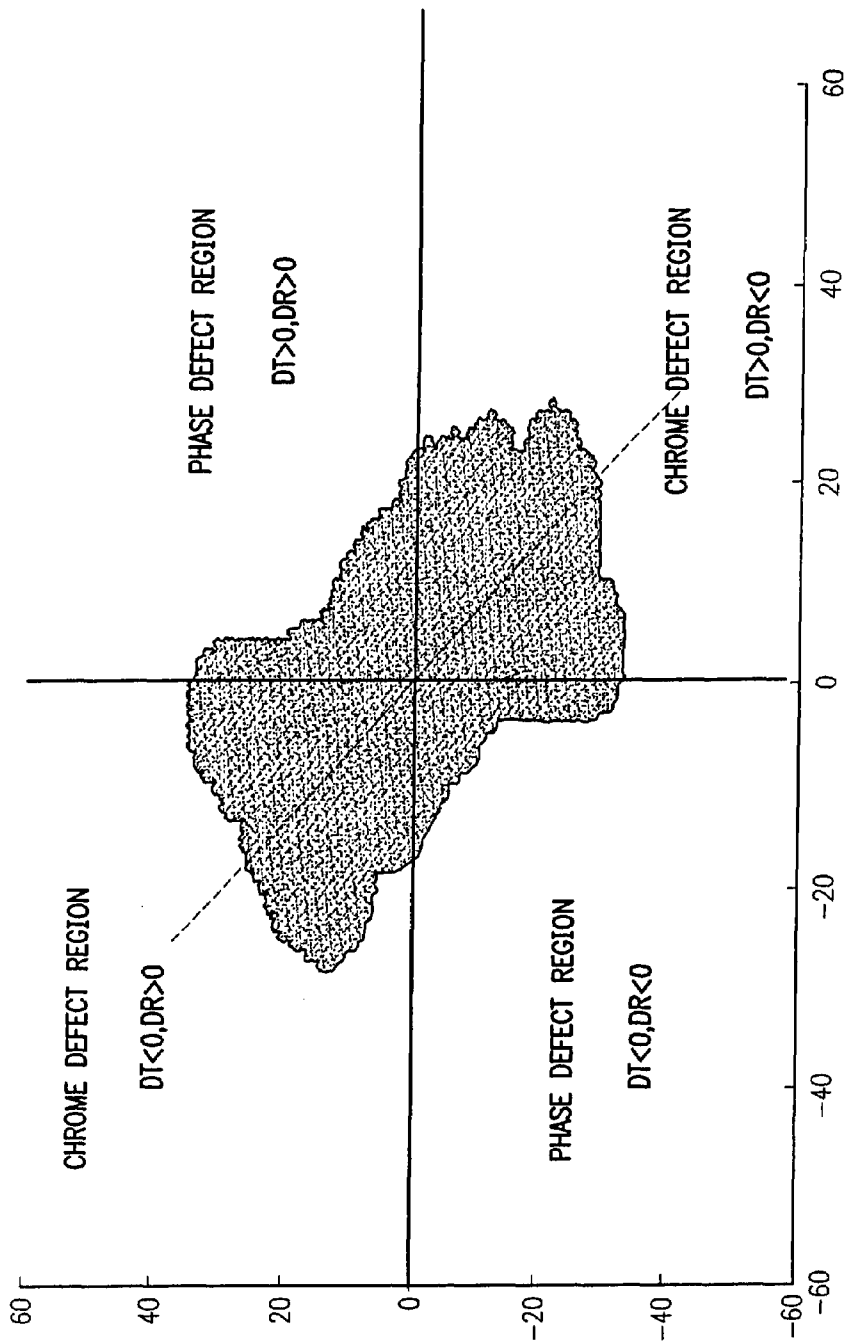 CHROME DEFECT REGION
DT<0,DR>0
PHASE DEFECT REGION
DT>0,DR>0
PHASE DEFECT REGION
DT<0,DR<0
CHROME DEFECT REGION
DT>0,DR<0
60
40
20
0
-20
-40
-60
-60
-40
-20
0
20
40
60